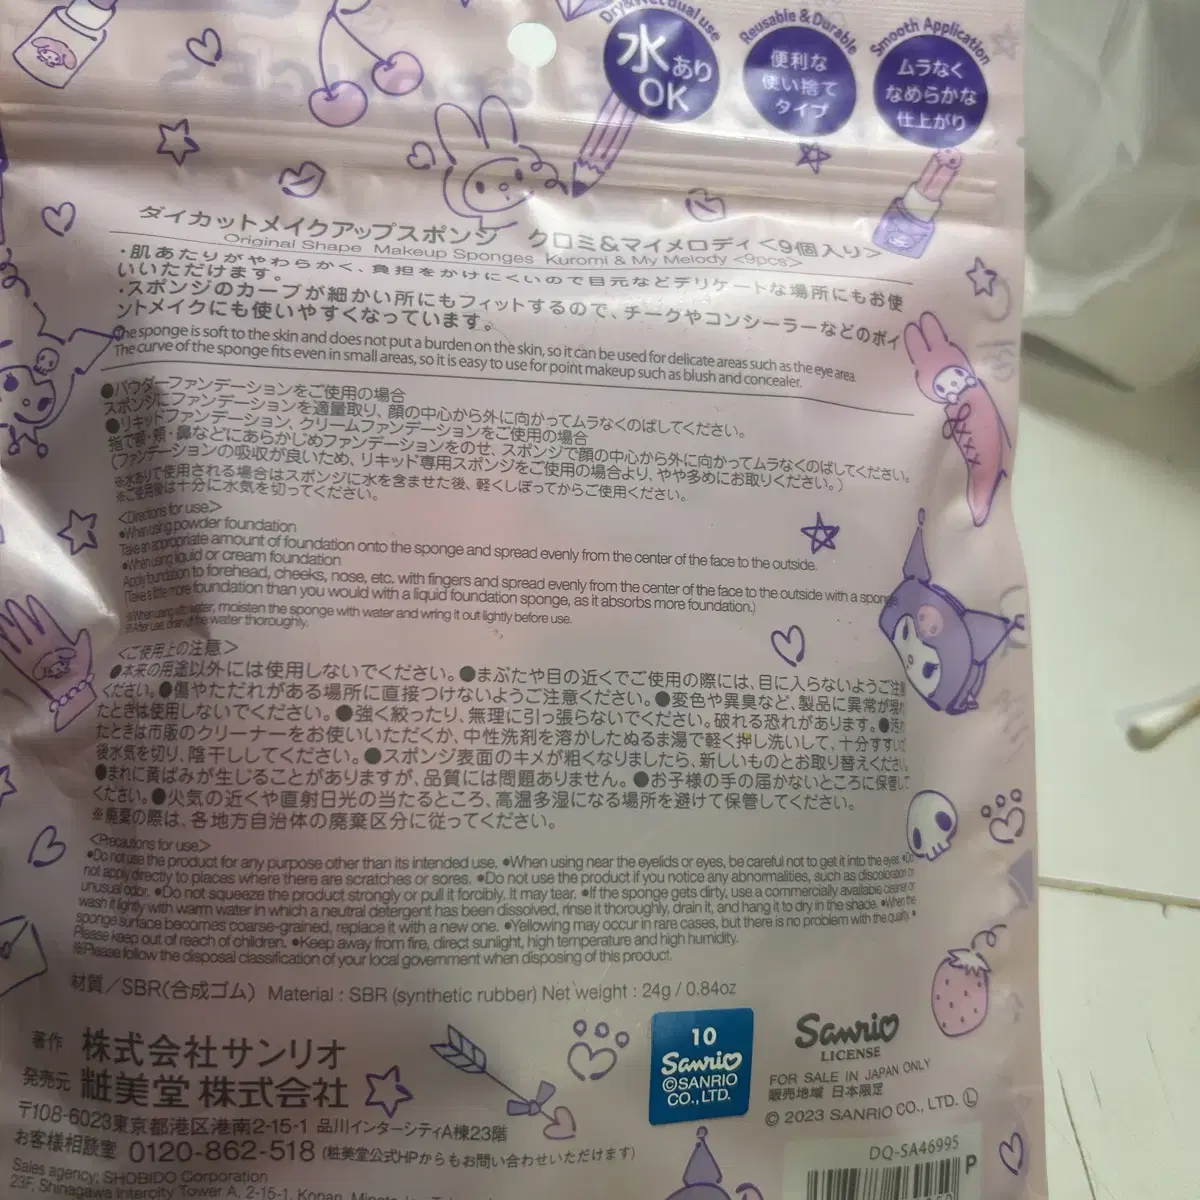 Dry&Wet dual use
水あり
OK
Reusable & Durable
便利な
使い捨て
タイプ
Smooth Application
ムラなく
なめらかな
仕上がり
ダイカットメイクアップスポンジ クロミ&マイメロディ<9個入り>
Original Shape Makeup Sponges Kuromi & My Melody <9pcs>
・肌あたりがやわらかく、負担をかけにくいので目元などデリケートな場所にもお使
いいただけます。
・スポンジのカーブが細かい所にもフィットするので、チークやコンシーラーなどのポイ
ントメイクにも使いやすくなっています。
The sponge is soft to the skin and does not put a burden on the skin, so it can be used for delicate areas such as the eye area.
The curve of the sponge fits even in small areas, so it is easy to use for point makeup such as blush and concealer.
●パウダーファンデーションをご使用の場合
スポンジにファンデーションを適量取り、顔の中心から外に向かってムラなくのばしてください。
●リキッドファンデーション、クリームファンデーションをご使用の場合
指で額・頬・鼻などにあらかじめファンデーションをのせ、スポンジで顔の中心から外に向かってムラなくのばしてください。
(ファンデーションの吸収が良いため、リキッド専用スポンジをご使用の場合より、やや多めにお取りください。)
※水ありで使用される場合はスポンジに水を含ませた後、軽くしぼってからご使用ください。
※ご使用後は十分に水気を切ってください。
<Directions for use>
●When using powder foundation
Take an appropriate amount of foundation onto the sponge and spread evenly from the center of the face to the outside.
●When using liquid or cream foundation
Apply foundation to forehead, cheeks, nose, etc. with fingers and spread evenly from the center of the face to the outside with a sponge.
(Take a little more foundation than you would with a liquid foundation sponge, as it absorbs more foundation.)
※When using with water, moisten the sponge with water and wring it out lightly before use.
※After use, drain the water thoroughly.
<ご使用上の注意>
●本来の用途以外には使用しないでください。●まぶたや目の近くでご使用の際には、目に入らないようご注意
ください。●傷やただれがある場所に直接つけないようご注意ください。●変色や異臭など、製品に異常が現れ
たときは使用しないでください。●強く絞ったり、無理に引っ張らないでください。破れる恐れがあります。●汚れ
たときは市販のクリーナーをお使いいただくか、中性洗剤を溶かしたぬるま湯で軽く押し洗いして、十分すすいだ
後水気を切り、陰干ししてください。●スポンジ表面のキメが粗くなりましたら、新しいものとお取り替えください。
●まれに黄ばみが生じることがありますが、品質には問題ありません。●お子様の手の届かないところに保管して
ください。●火気の近くや直射日光の当たるところ、高温多湿になる場所を避けて保管してください。
※廃棄の際は、各地方自治体の廃棄区分に従ってください。
<Precautions for use>
●Do not use the product for any purpose other than its intended use. ●When using near the eyelids or eyes, be careful not to get it into the eyes. ●Do
not apply directly to places where there are scratches or sores. ●Do not use the product if you notice any abnormalities, such as discoloration or
unusual odor. ●Do not squeeze the product strongly or pull it forcibly. It may tear. ●If the sponge gets dirty, use a commercially available cleaner or
wash it lightly with warm water in which a neutral detergent has been dissolved, rinse it thoroughly, drain it, and hang it to dry in the shade. ●When the
sponge surface becomes coarse-grained, replace it with a new one. ●Yellowing may occur in rare cases, but there is no problem with the quality. ●
Please keep out of reach of children. ●Keep away from fire, direct sunlight, high temperature and high humidity.
※Please follow the disposal classification of your local government when disposing of this product.
材質/SBR(合成ゴム) Material : SBR (synthetic rubber) Net weight : 24g / 0.84oz
著作 株式会社サンリオ
発売元 粧美堂 株式会社
〒108-6023東京都港区港南2-15-1 品川インターシティA棟23階
お客様相談室 0120-862-518 (粧美堂公式HPからもお問い合わせいただけます)
Sales agency: SHOBIDO Corporation
23F, Shinagawa Intercity Tower A, 2-15-1, Konan,
10
Sanrio
©SANRIO
CO.,LTD.
Sanrio
LICENSE
FOR SALE IN JAPAN ONLY
販売地域 日本限定
© 2023 SANRIO CO., LTD. Ⓛ
DQ-SA46995
P